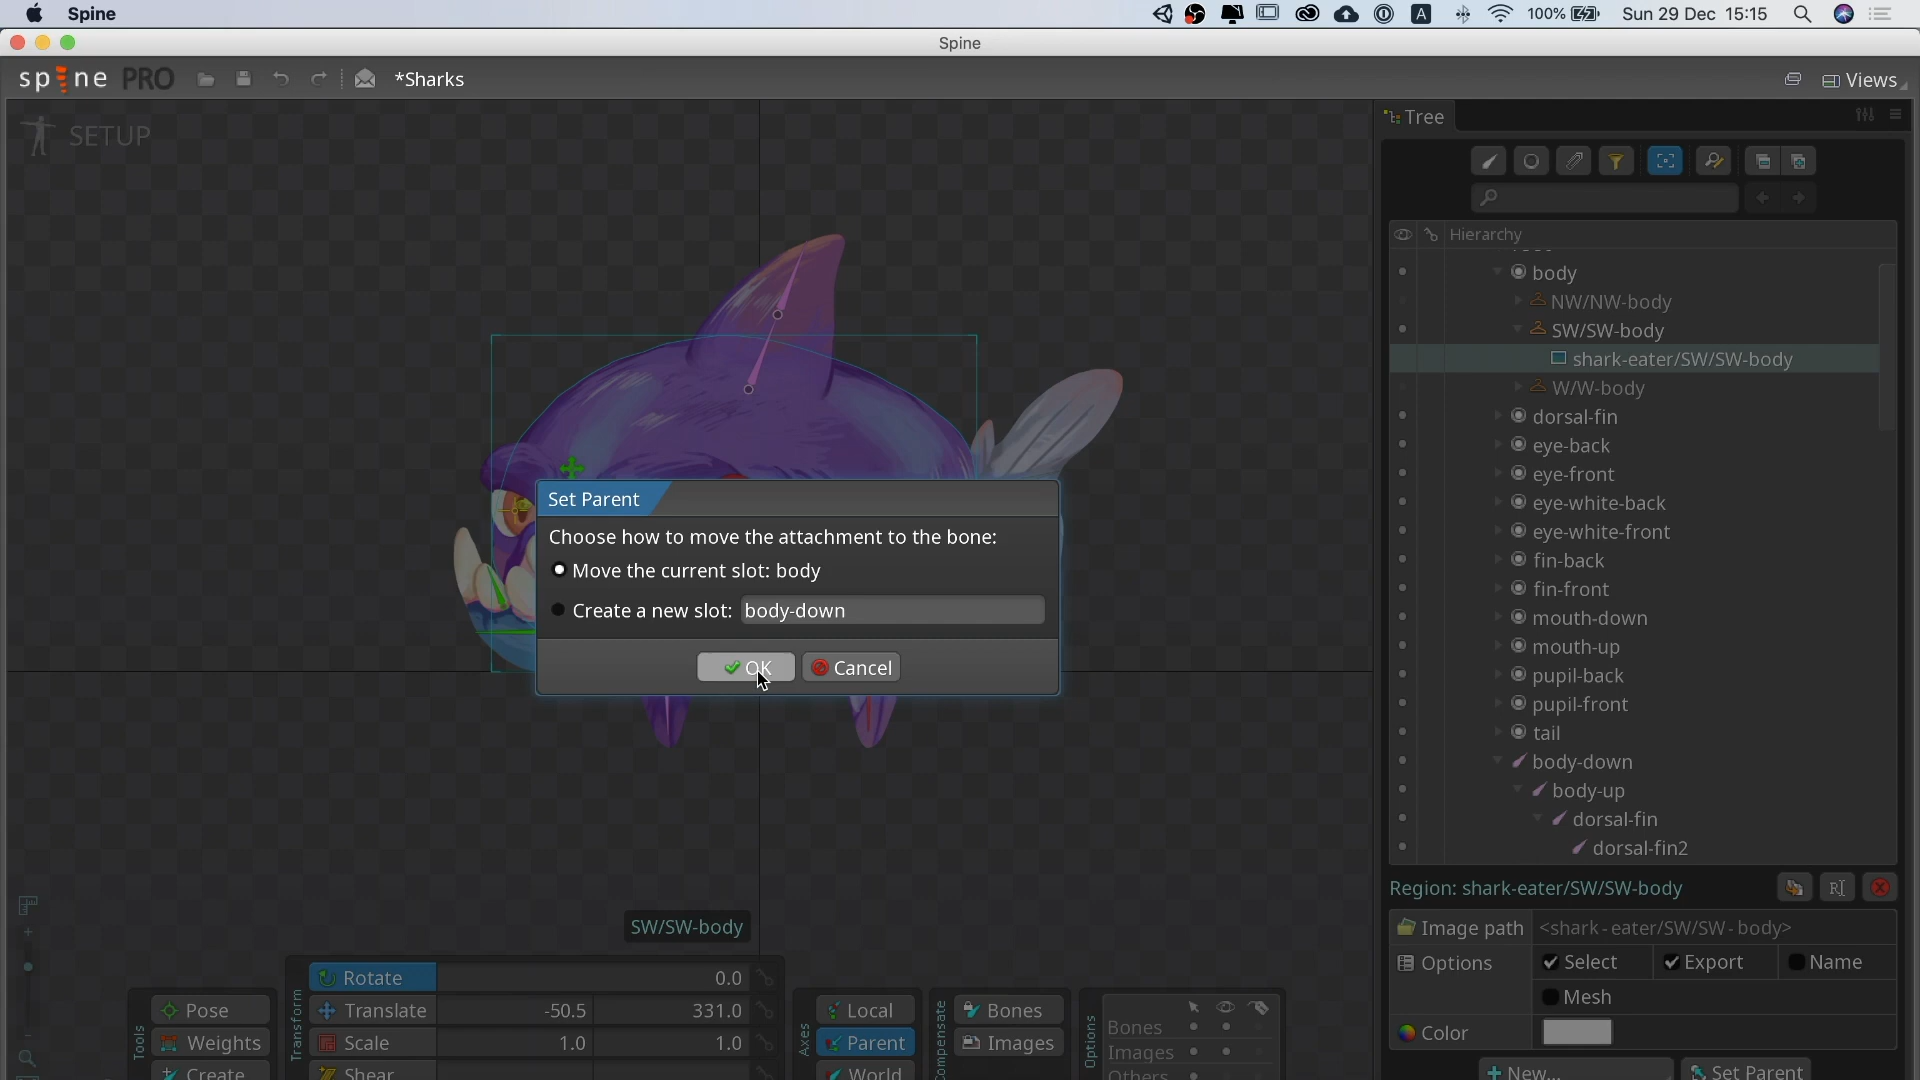 Spine
A
100%
Sun 29 Dec 15:15
Spine
spine PRO
*Sharks
Views
SETUP
Tree
Hierarchy
body
NW/NW-body
SW/SW-body
shark-eater/SW/SW-body
W/W-body
dorsal-fin
eye-back
eye-front
eye-white-back
eye-white-front
fin-back
fin-front
mouth-down
mouth-up
pupil-back
pupil-front
tail
body-down
body-up
dorsal-fin
dorsal-fin2
Set Parent
Choose how to move the attachment to the bone:
Move the current slot: body
Create a new slot: body-down
OK
Cancel
Region: shark-eater/SW/SW-body
Image path <shark-eater/SW/SW-body>
Options Select Export Name
Mesh
Color
New...
Set Parent
SW/SW-body
Tools
Pose
Weights
Create
Transform
Rotate 0.0
Translate -50.5 331.0
Scale 1.0 1.0
Shear
Axes
Local
Parent
World
Compensate
Bones
Images
Options
Bones
Images
Others